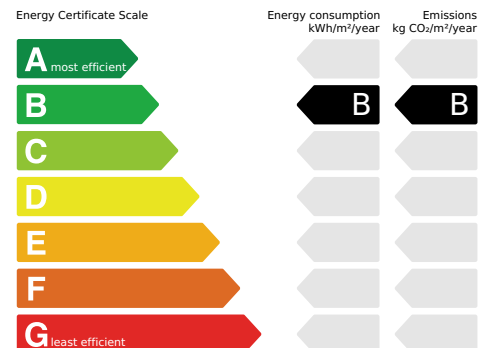 Energy Certificate Scale
Energy consumption
kWh/m²/year
Emissions
kg CO₂/m²/year
A most efficient
B B B
C
D
E
F
G least efficient